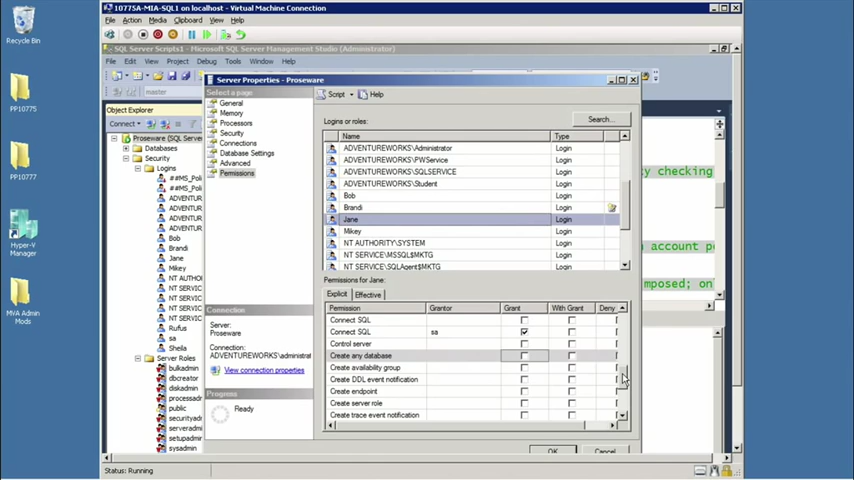 Recycle Bin
PP10775
PP10777
Hyper-V
Manager
MVA Admin
Mods
10775A-MIA-SQL1 on localhost - Virtual Machine Connection
File Action Media Clipboard View Help
SQL Server Scripts1 - Microsoft SQL Server Management Studio (Administrator)
File Edit View Project Debug Tools Window Help
master
Object Explorer
Connect
Proseware (SQL Serv
Databases
Security
Logins
##MS_Poli
##MS_Poli
ADVENTUR
ADVENTUR
ADVENTUR
ADVENTUR
Bob
Brandi
Jane
Mikey
NT AUTHO
NT SERVIC
NT SERVIC
NT SERVIC
Rufus
sa
Sheila
Server Roles
bulkadmin
dbcreator
diskadmin
processadm
public
securityadm
serveradmi
setupadmin
sysadmin
Server Properties - Proseware
Select a page
General
Memory
Processors
Security
Connections
Database Settings
Advanced
Permissions
Connection
Server:
Proseware
Connection:
ADVENTUREWORKS\administrat
View connection properties
Progress
Ready
Script Help
Logins or roles:
Search...
Name Type
ADVENTUREWORKS\Administrator Login
ADVENTUREWORKS\PWService Login
ADVENTUREWORKS\SQLSERVICE Login
ADVENTUREWORKS\Student Login
Bob Login
Brandi Login
Jane Login
Mikey Login
NT AUTHORITY\SYSTEM Login
NT SERVICE\MSSQL$MKTG Login
NT SERVICE\SQLAgent$MKTG Login
Permissions for Jane:
Explicit Effective
Permission Grantor Grant With Grant Deny
Connect SQL
Connect SQL sa
Control server
Create any database
Create availability group
Create DDL event notification
Create endpoint
Create server role
Create trace event notification
OK Cancel
cy checking
n account po
mposed; on
Status: Running